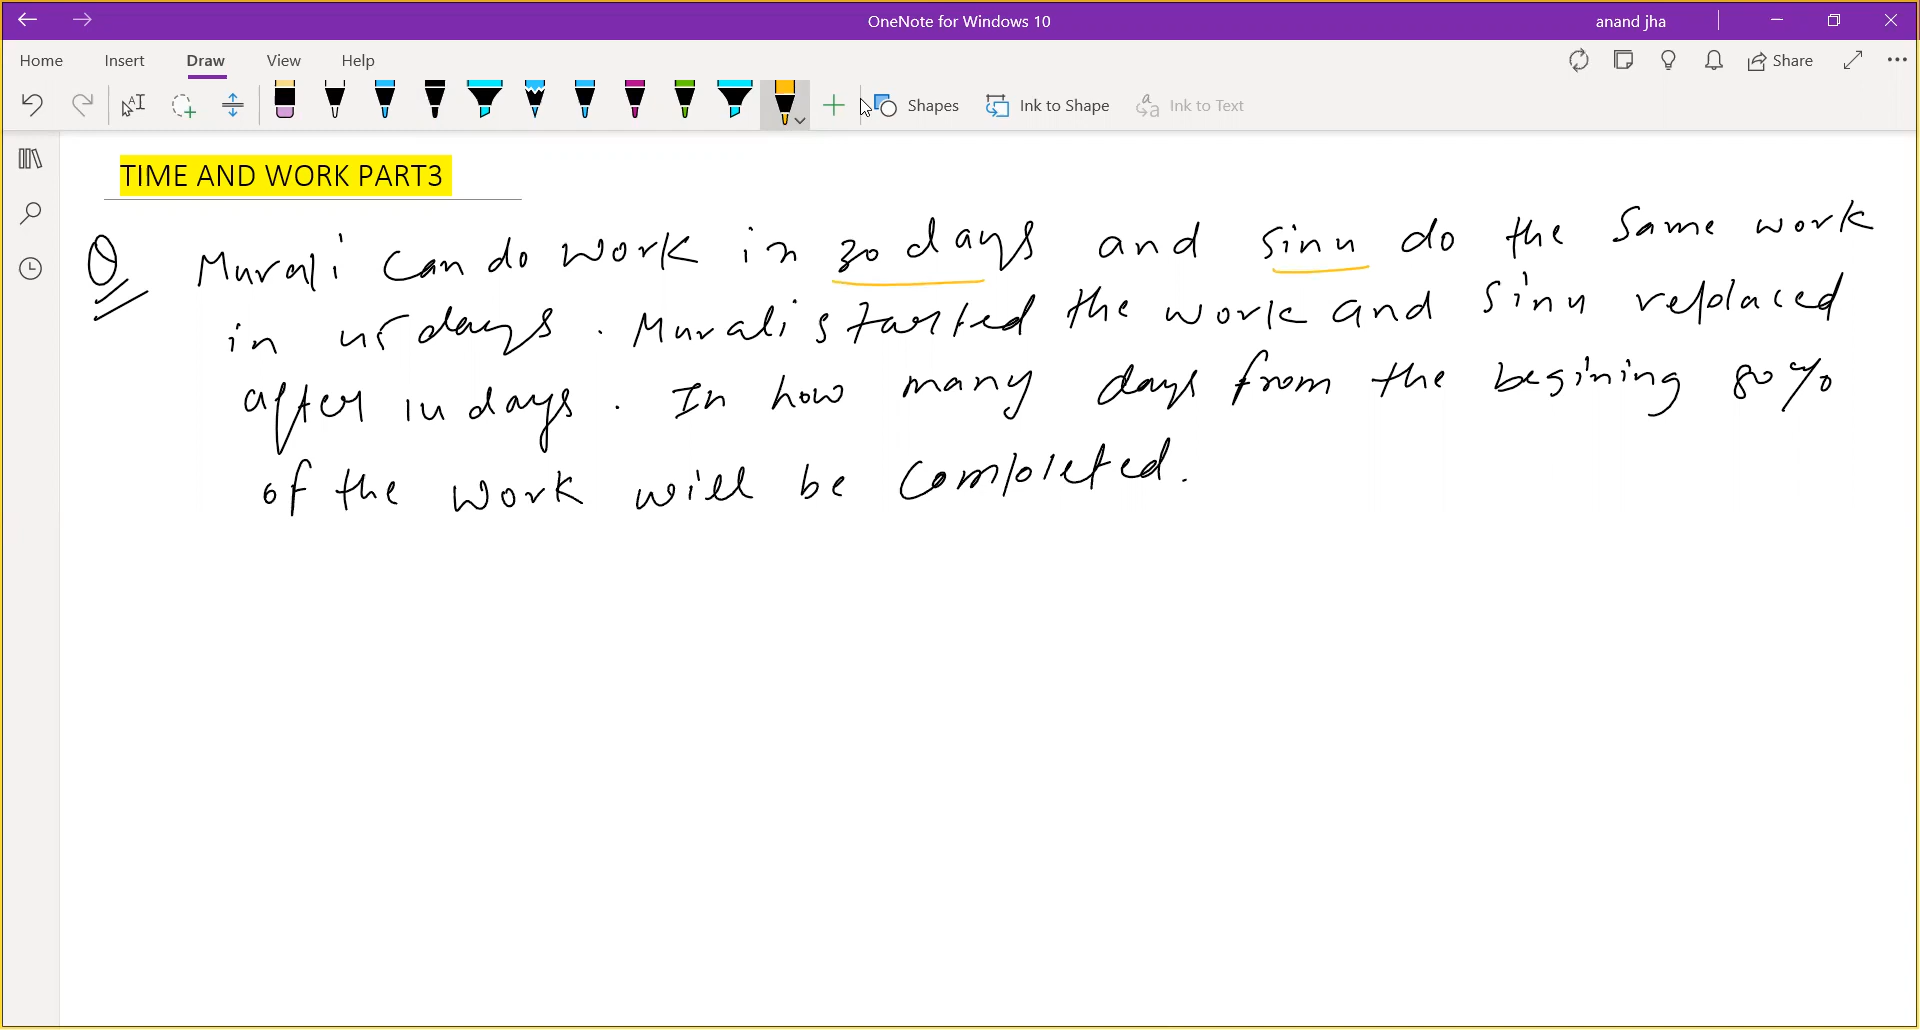 OneNote for Windows 10
anand jha
Home Insert Draw View Help
Share
Shapes Ink to Shape Ink to Text
TIME AND WORK PART3
Q Murali can do work in 30 days and sinu do the same work
in 45 days. Murali started the work and Sinu replaced
after 10 days. In how many days from the begining 80%
of the work will be completed.